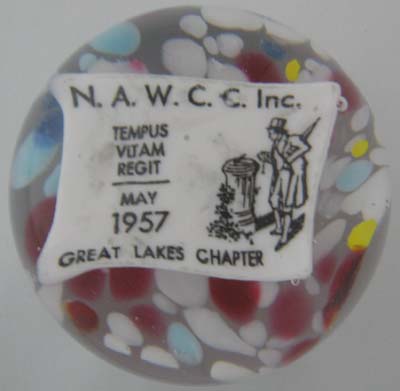 N. A. W. C. C. Inc.
TEMPUS
VITAM
REGIT
MAY
1957
GREAT LAKES CHAPTER